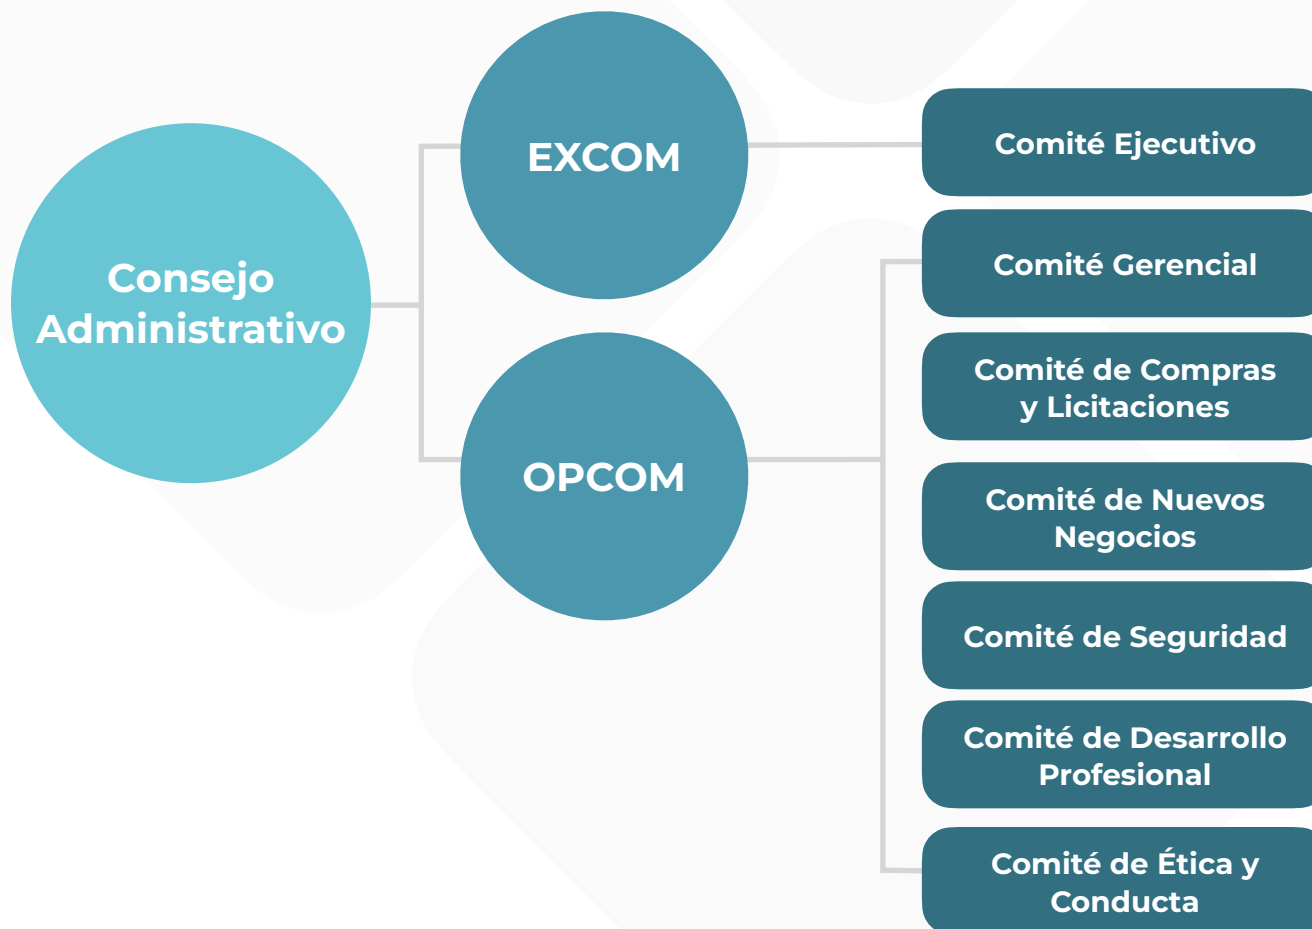 Consejo
Administrativo
EXCOM
OPCOM
Comité Ejecutivo
Comité Gerencial
Comité de Compras
y Licitaciones
Comité de Nuevos
Negocios
Comité de Seguridad
Comité de Desarrollo
Profesional
Comité de Ética y
Conducta